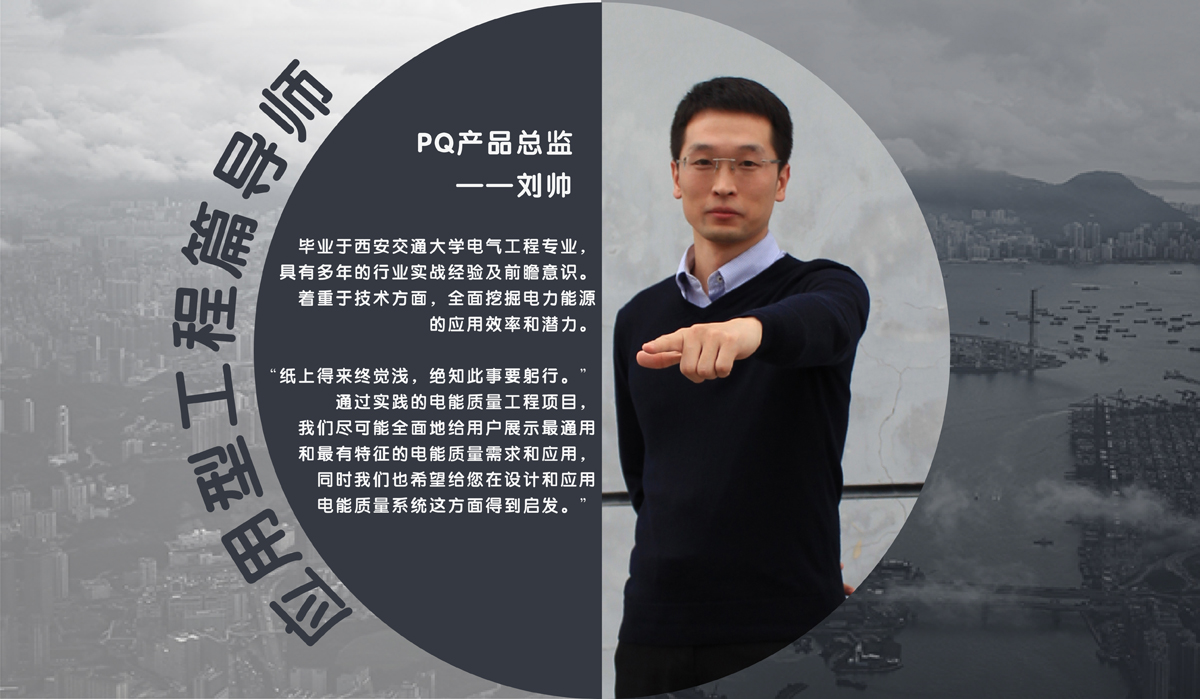 应用型工程篇导师
PQ产品总监
——刘帅
毕业于西安交通大学电气工程专业，
具有多年的行业实战经验及前瞻意识。
着重于技术方面，全面挖掘电力能源
的应用效率和潜力。
“纸上得来终觉浅，绝知此事要躬行。”
通过实践的电能质量工程项目，
我们尽可能全面地给用户展示最通用
和最有特征的电能质量需求和应用，
同时我们也希望给您在设计和应用
电能质量系统这方面得到启发。”